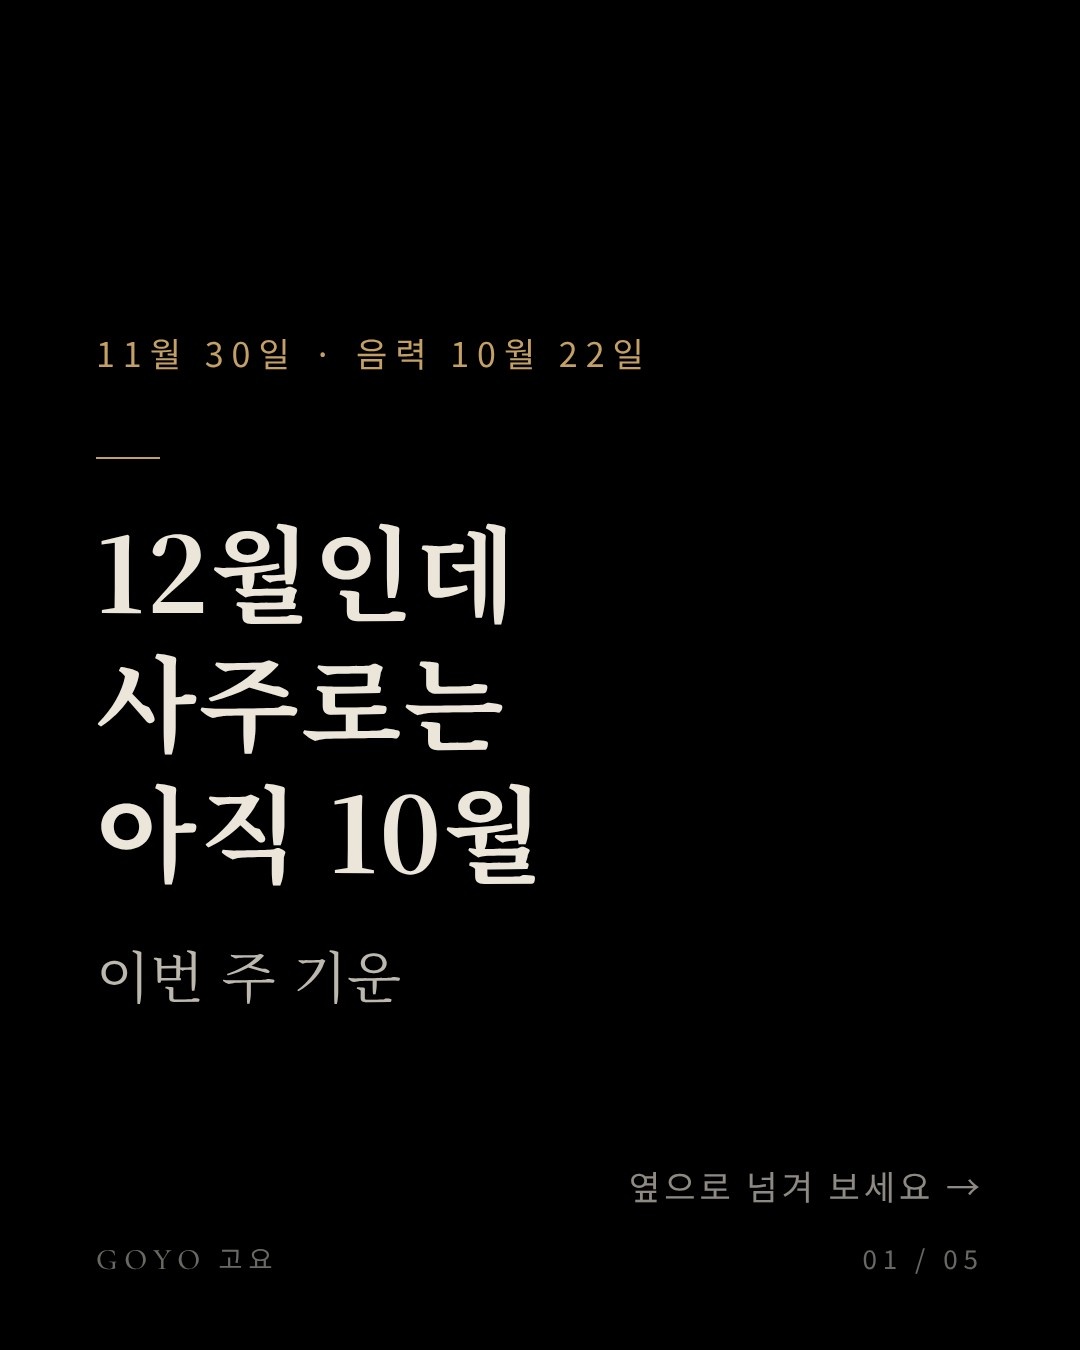 11월 30일 · 음력 10월 22일
12월인데
사주로는
아직 10월
이번 주 기운
옆으로 넘겨 보세요 →
GOYO 고요
01 / 05